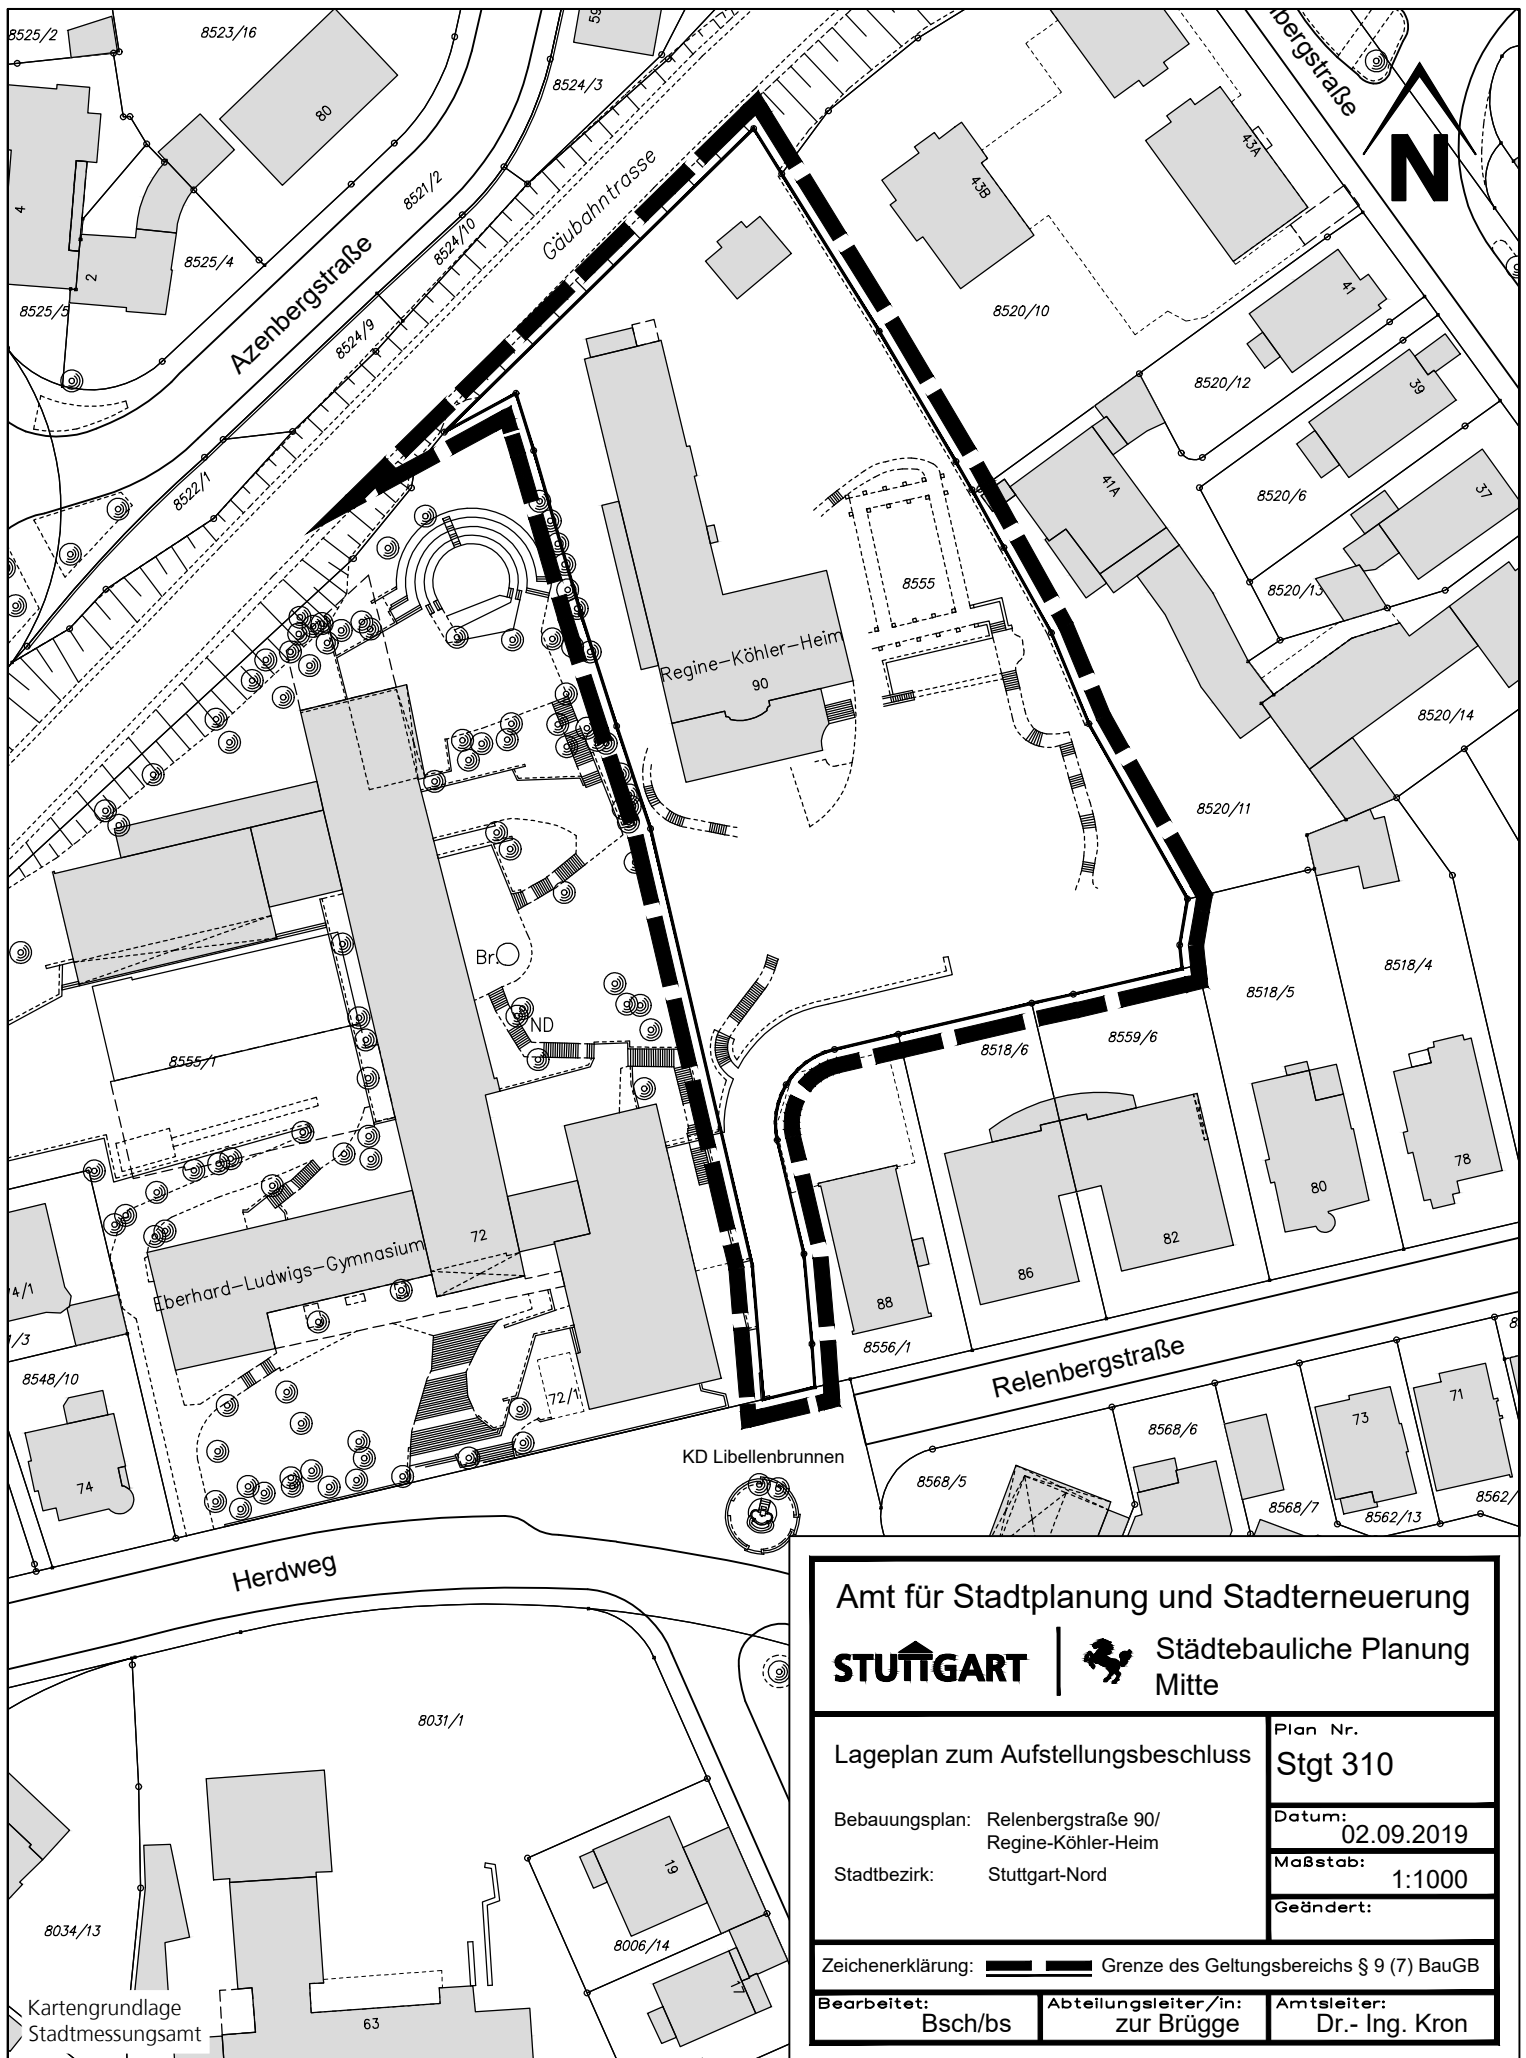 8525/2
8523/16
59
8524/3
80
8521/2
8524/10
Gäubahntrasse
Relenbergstraße
N
43A
43B
4
2
8525/4
8525/5
Azenbergstraße
8524/9
8520/10
41
8520/12
39
8522/1
41A
8520/6
37
8555
8520/13
Regine-Köhler-Heim
90
8520/14
8520/11
Br.
8518/4
8518/5
ND
8518/6
8559/6
8555/1
78
80
72
82
86
Eberhard-Ludwigs-Gymnasium
88
8556/1
Relenbergstraße
8548/10
72/1
71
73
8568/6
KD Libellenbrunnen
74
8568/5
8568/7
8562/13
8562/
Herdweg
8031/1
19
8034/13
8006/14
17
63
Kartengrundlage
Stadtmessungsamt
Amt für Stadtplanung und Stadterneuerung
STUTTGART
Städtebauliche Planung
Mitte
Lageplan zum Aufstellungsbeschluss
Bebauungsplan: Relenbergstraße 90/
Regine-Köhler-Heim
Stadtbezirk: Stuttgart-Nord
Plan Nr.
Stgt 310
Datum:
02.09.2019
Maßstab:
1:1000
Geändert:
Zeichenerklärung: Grenze des Geltungsbereichs § 9 (7) BauGB
Bearbeitet:
Bsch/bs
Abteilungsleiter/in:
zur Brügge
Amtsleiter:
Dr.- Ing. Kron